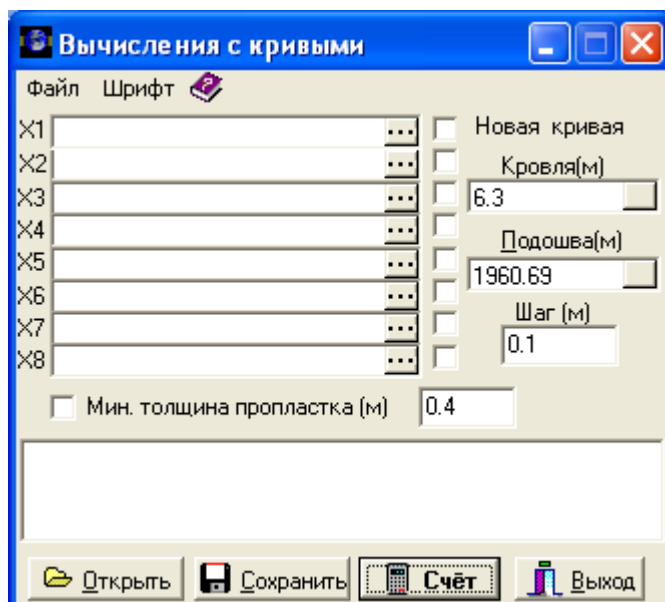 Вычисления с кривыми
Файл Шрифт
X1 ... Новая кривая
X2 ... Кровля(м)
X3 ... 6.3
X4 ...
Подошва(м)
X5 ...
1960.69
X6 ...
Шаг (м)
X7 ...
0.1
X8 ...
Мин. толщина пропластка (м) 0.4
Открыть Сохранить Счёт Выход